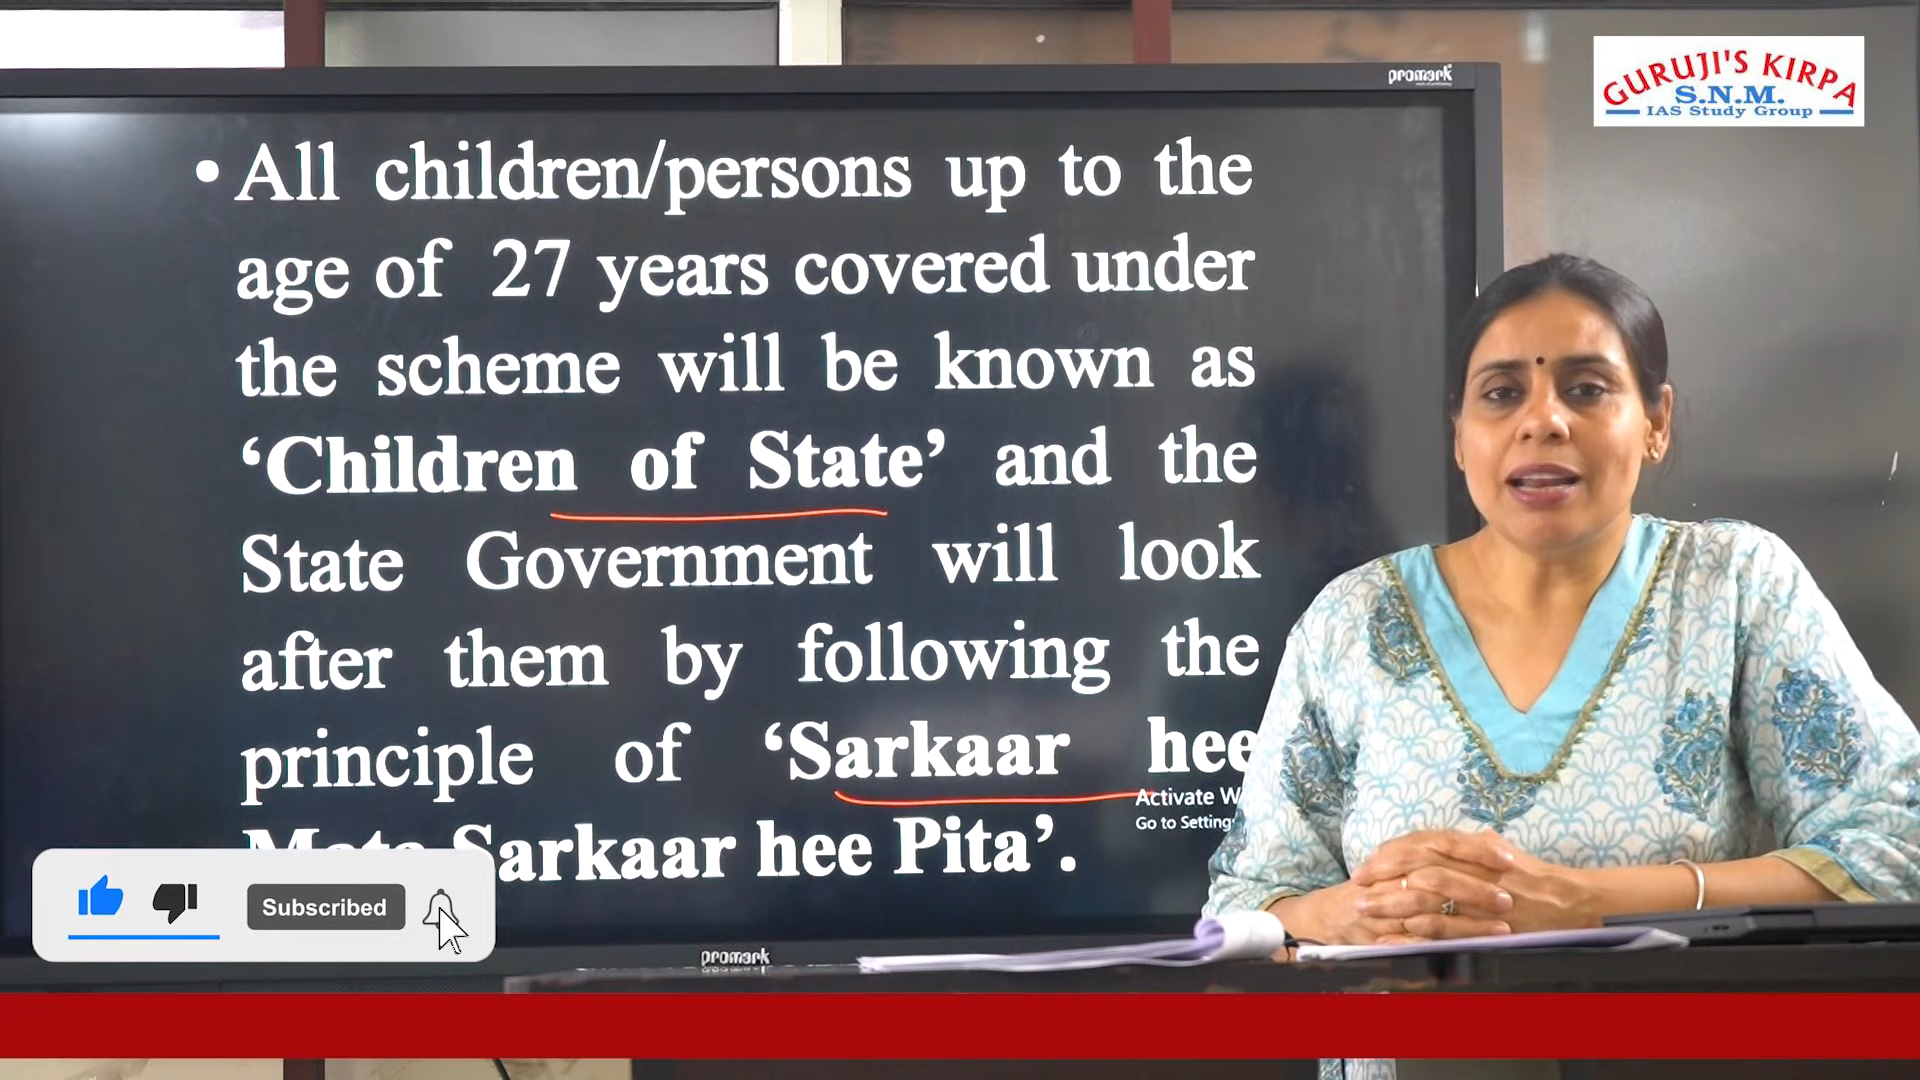 promark
GURUJI'S KIRPA
S.N.M.
IAS Study Group
• All children/persons up to the
age of 27 years covered under
the scheme will be known as
‘Children of State’ and the
State Government will look
after them by following the
principle of ‘Sarkaar hee
Mata Sarkaar hee Pita’.
Activate W
Go to Setting
Subscribed
promark